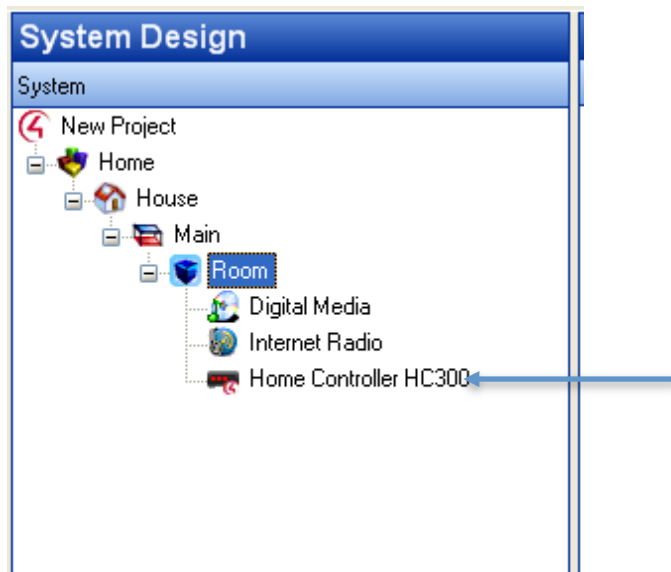 System Design
System
New Project
Home
House
Main
Room
Digital Media
Internet Radio
Home Controller HC300